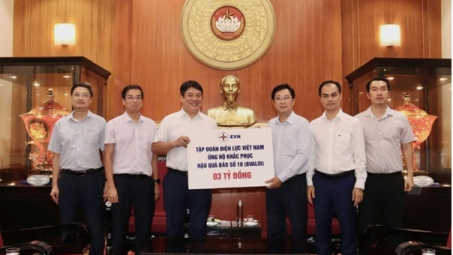 EVN
TẬP ĐOÀN ĐIỆN LỰC VIỆT NAM
ỦNG HỘ KHẮC PHỤC
HẬU QUẢ BÃO SỐ 10 (BUALOI)
03 TỶ ĐỒNG